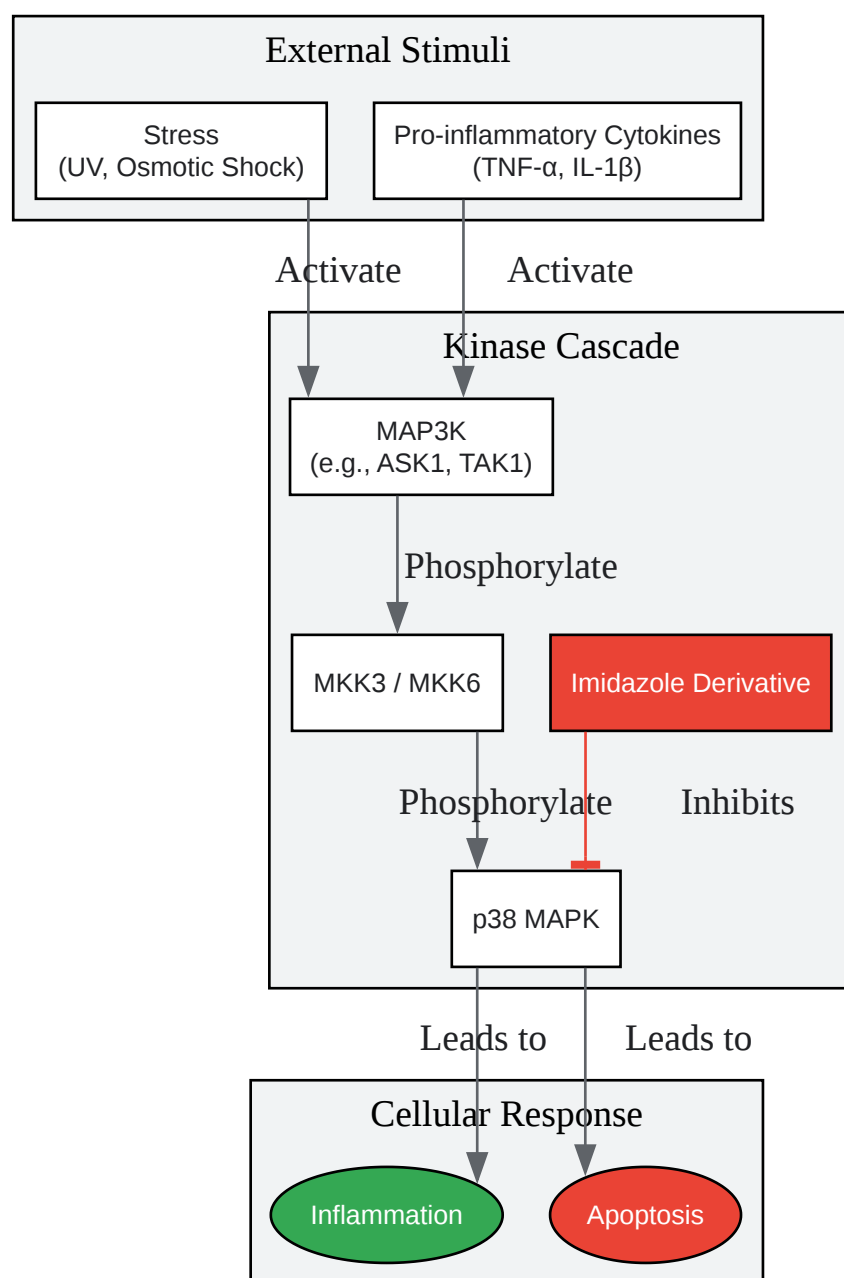 External Stimuli
Stress
(UV, Osmotic Shock)
Pro-inflammatory Cytokines
(TNF-α, IL-1β)
Activate
Activate
Kinase Cascade
MAP3K
(e.g., ASK1, TAK1)
Phosphorylate
MKK3 / MKK6
Imidazole Derivative
Phosphorylate
Inhibits
p38 MAPK
Leads to
Leads to
Cellular Response
Inflammation
Apoptosis